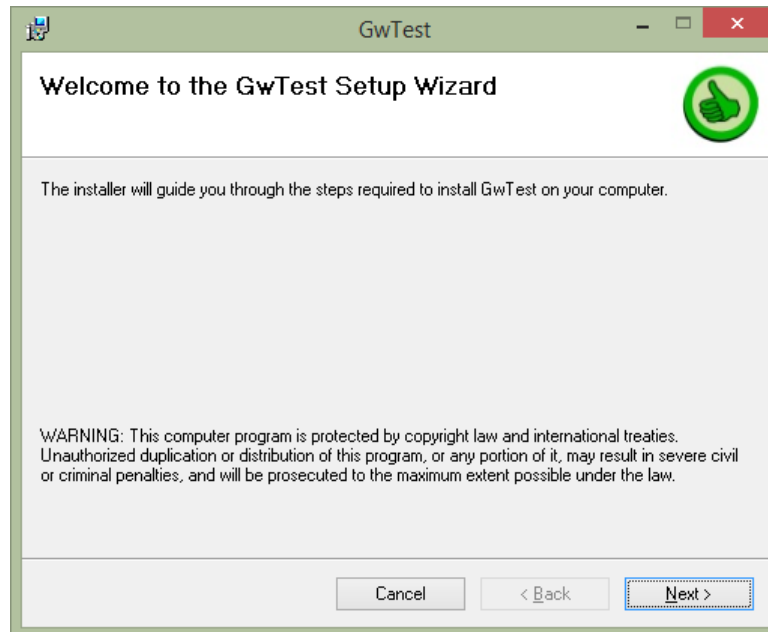 GwTest
Welcome to the GwTest Setup Wizard
The installer will guide you through the steps required to install GwTest on your computer.
WARNING: This computer program is protected by copyright law and international treaties.
Unauthorized duplication or distribution of this program, or any portion of it, may result in severe civil
or criminal penalties, and will be prosecuted to the maximum extent possible under the law.
Cancel
< Back
Next >